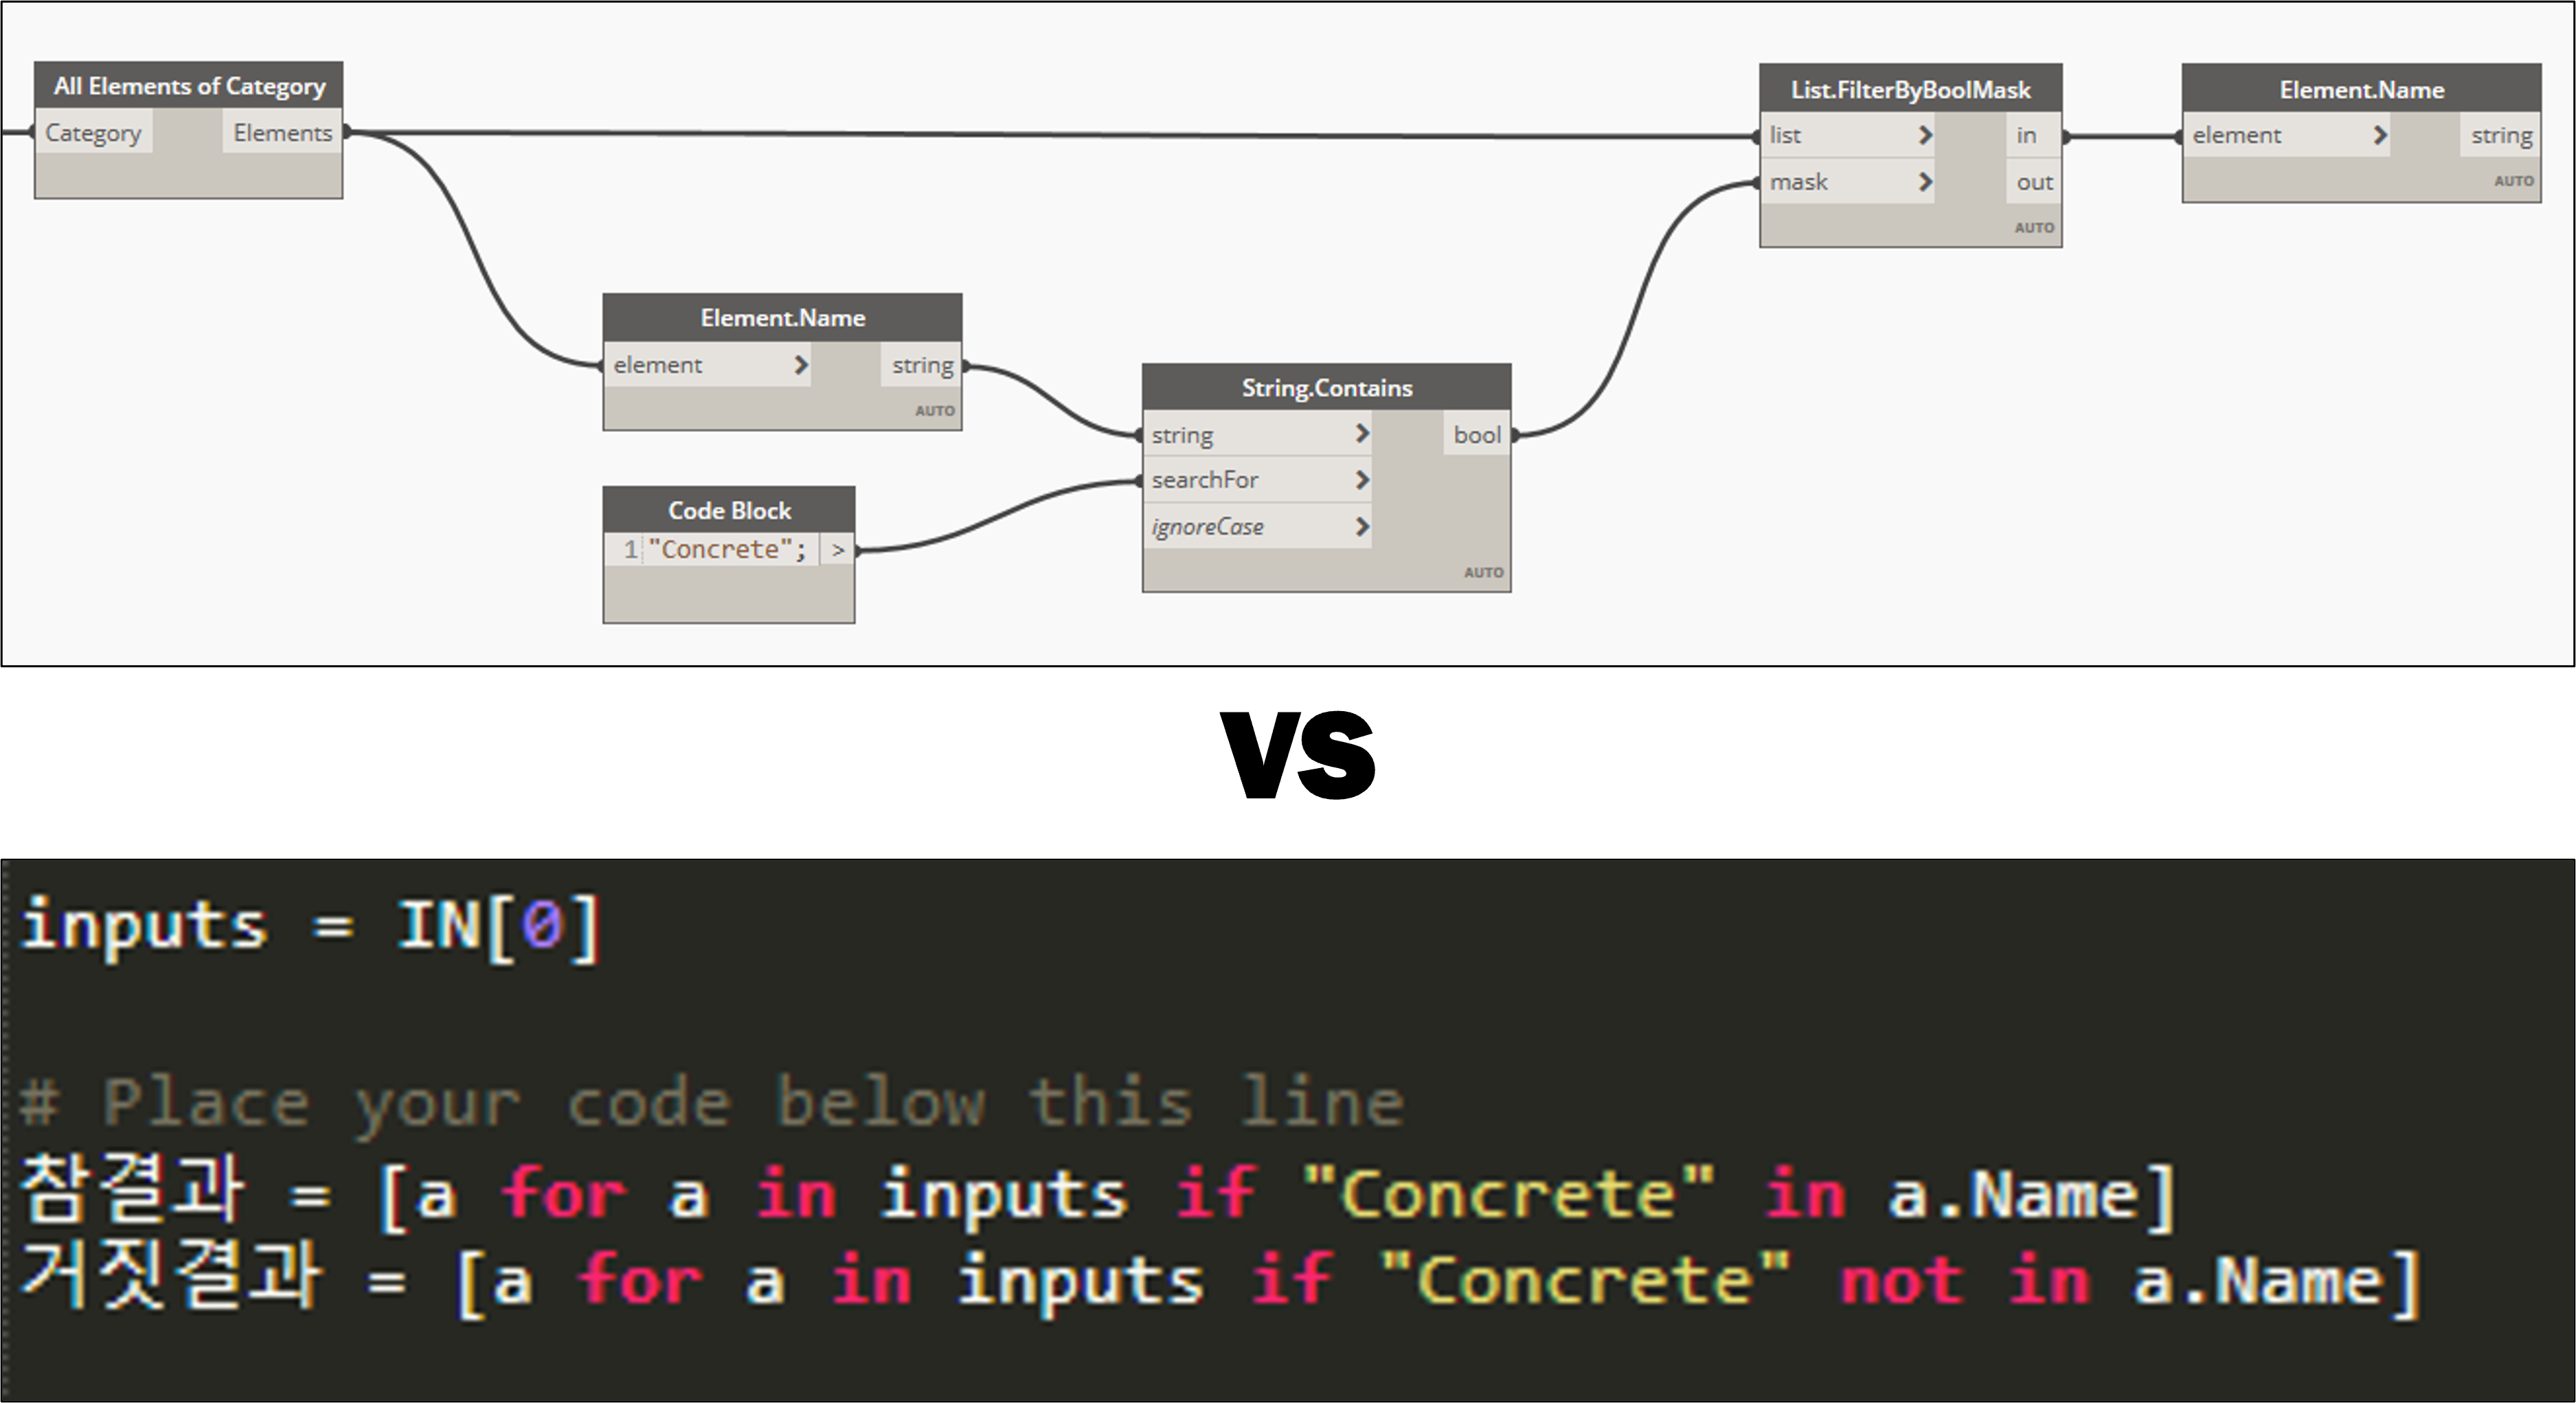 All Elements of Category
Category Elements
List.FilterByBoolMask
list > in
mask > out
AUTO
Element.Name
element > string
AUTO
Element.Name
element > string
AUTO
String.Contains
string > bool
searchFor >
ignoreCase >
AUTO
Code Block
1 "Concrete"; >
VS
inputs = IN[0]
# Place your code below this line
참결과 = [a for a in inputs if "Concrete" in a.Name]
거짓결과 = [a for a in inputs if "Concrete" not in a.Name]